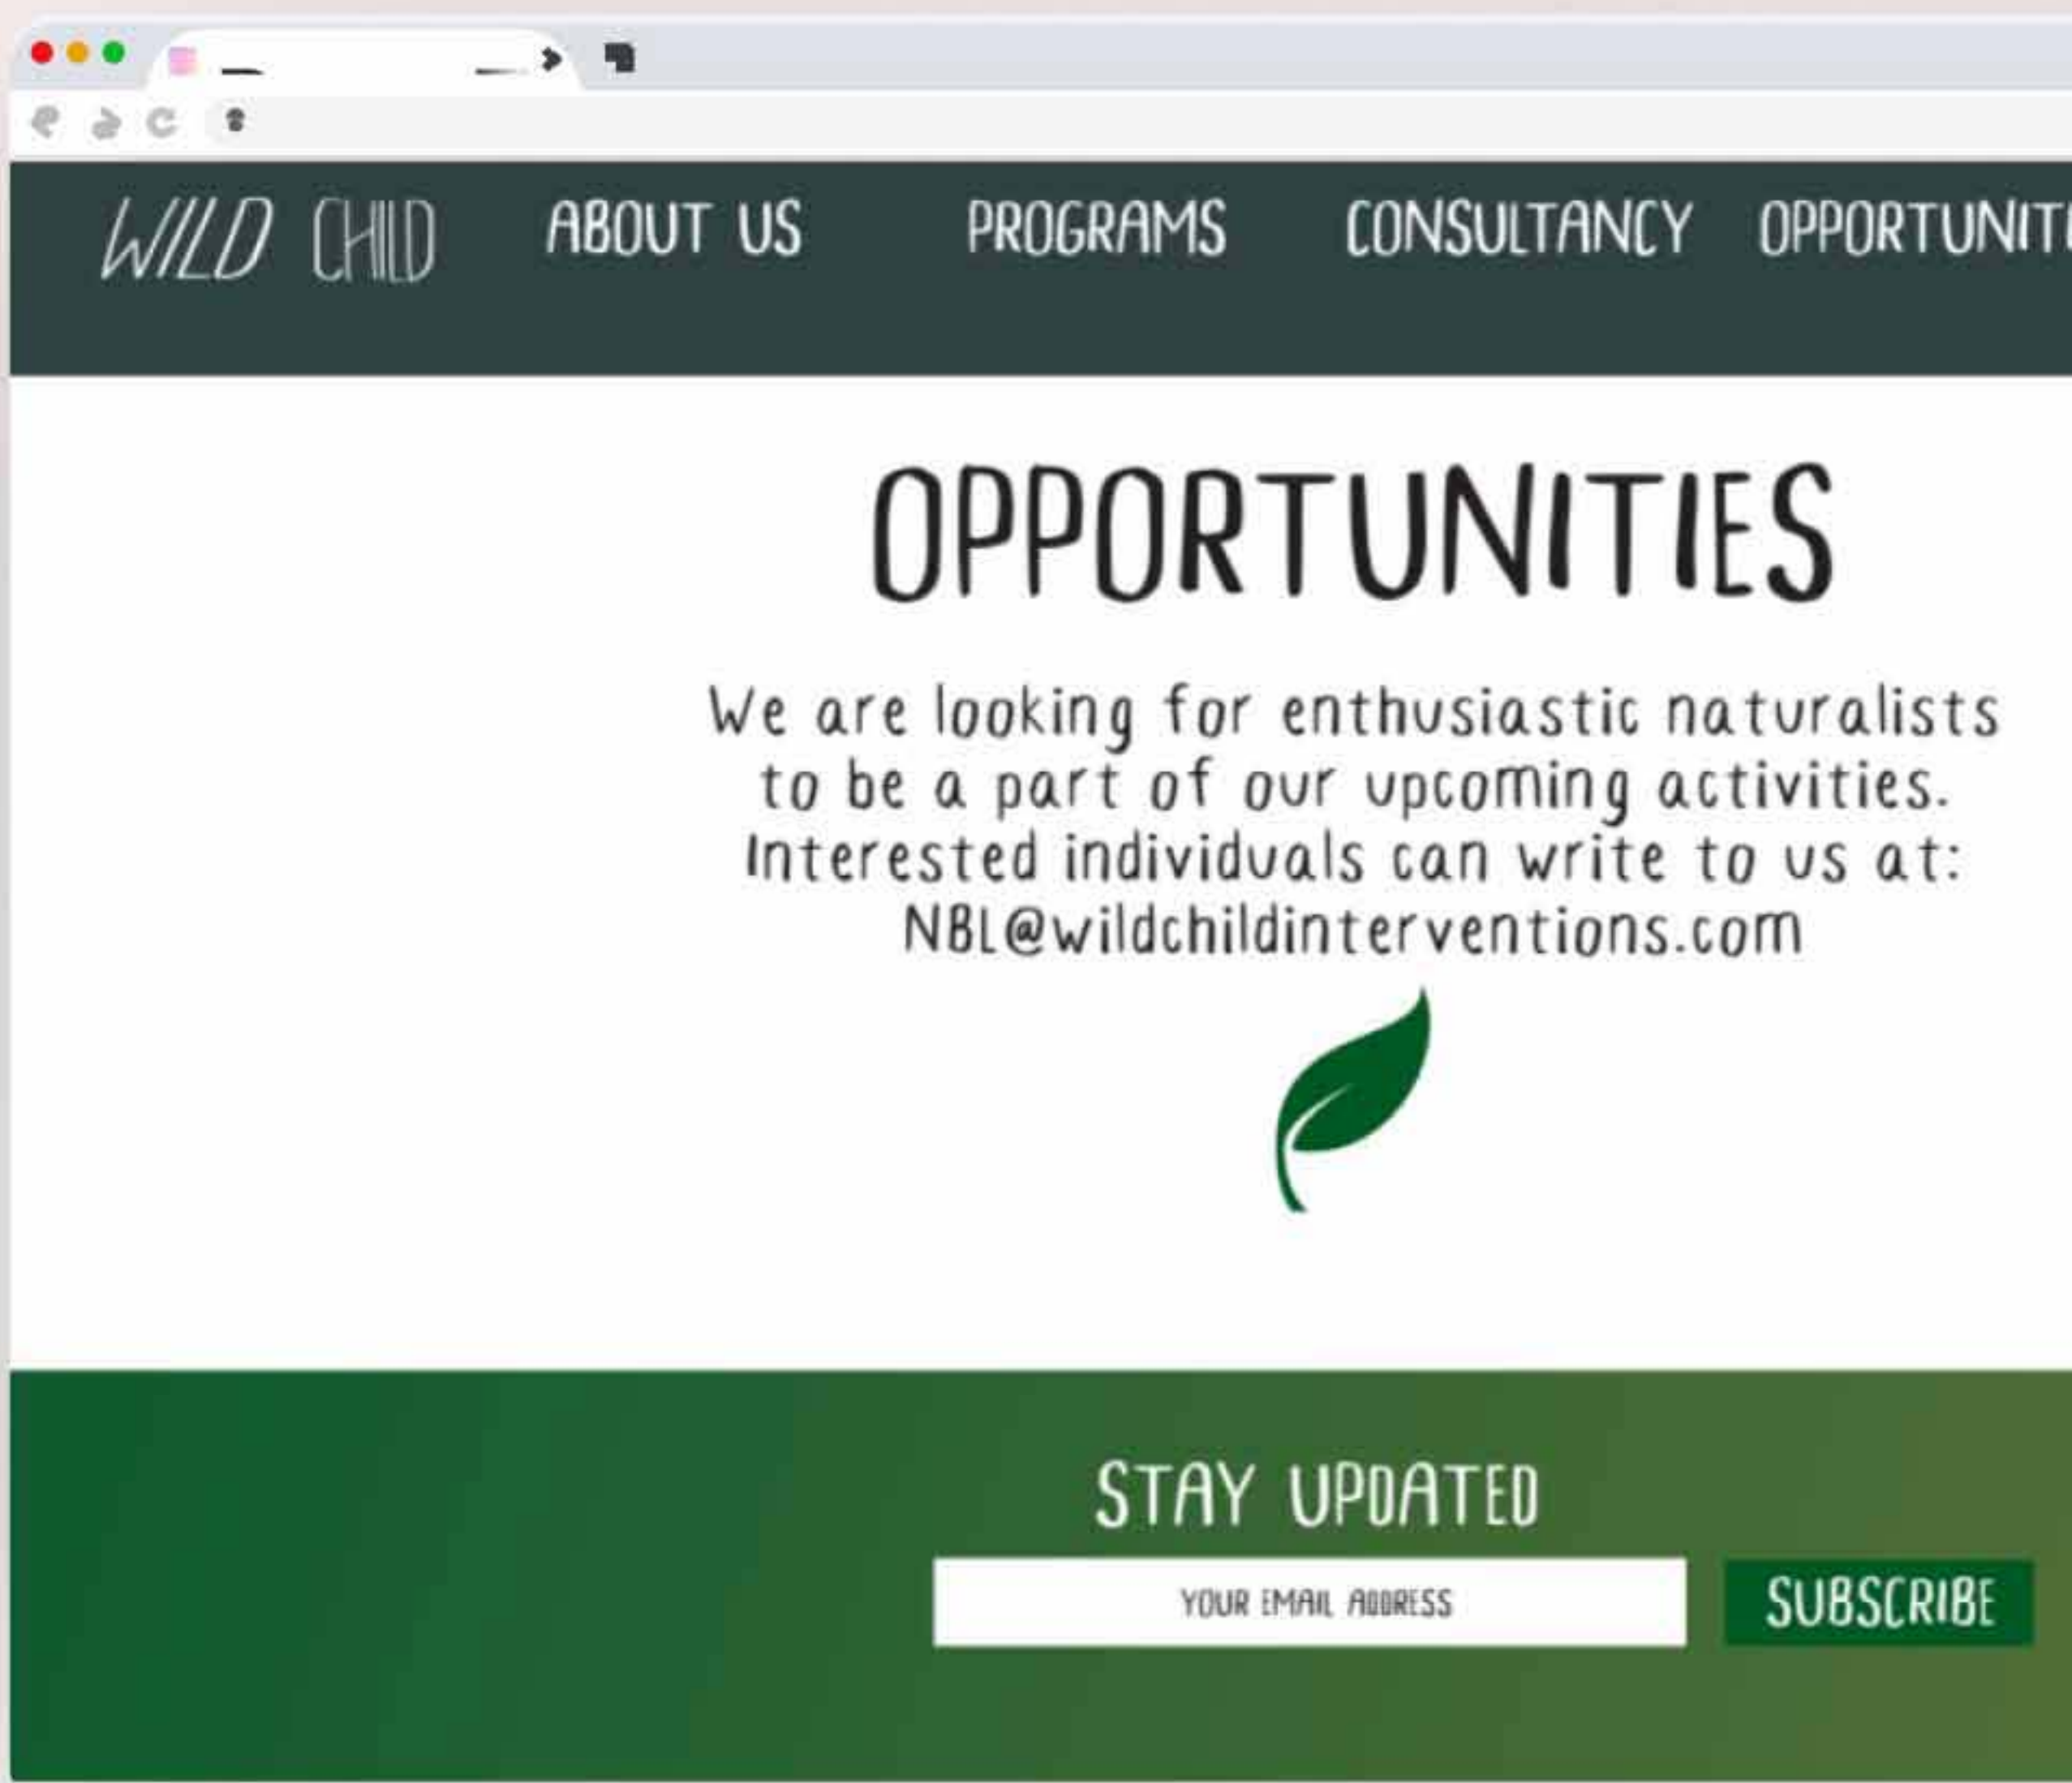 WILD CHILD ABOUT US PROGRAMS CONSULTANCY OPPORTUNITI
OPPORTUNITIES
We are looking for enthusiastic naturalists
to be a part of our upcoming activities.
Interested individuals can write to us at:
NBL@wildchildinterventions.com
STAY UPDATED
YOUR EMAIL ADDRESS
SUBSCRIBE